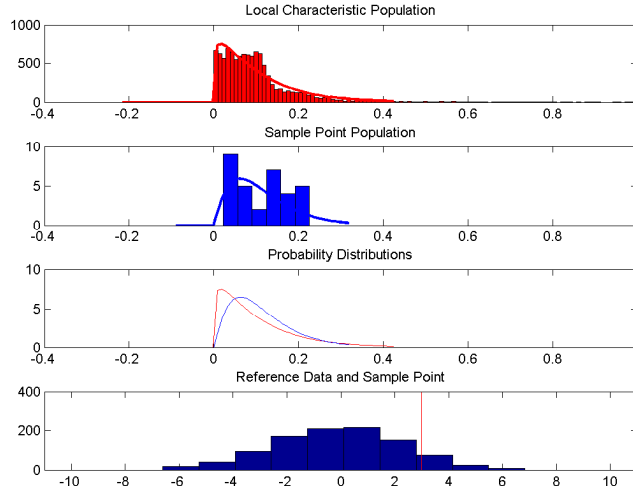 Local Characteristic Population
1000
500
0
-0.4 -0.2 0 0.2 0.4 0.6 0.8
Sample Point Population
10
5
0
-0.4 -0.2 0 0.2 0.4 0.6 0.8
Probability Distributions
10
5
0
-0.4 -0.2 0 0.2 0.4 0.6 0.8
Reference Data and Sample Point
400
200
0
-10 -8 -6 -4 -2 0 2 4 6 8 10